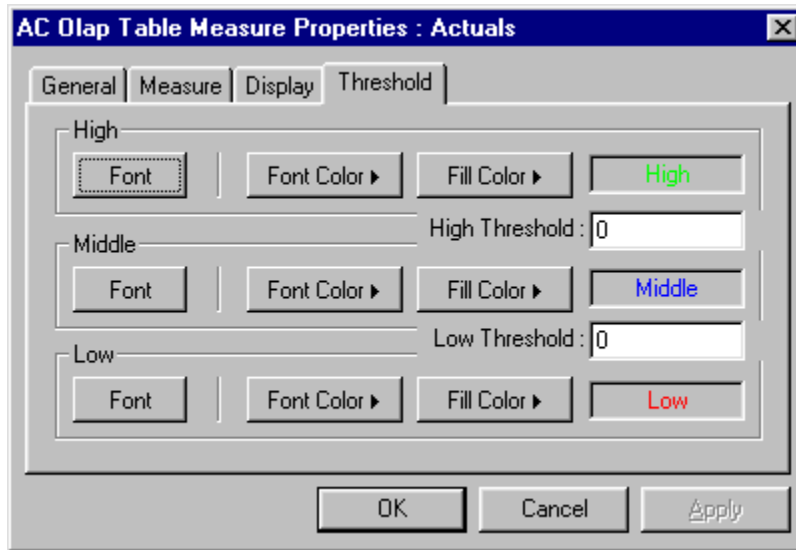 AC Olap Table Measure Properties : Actuals
General Measure Display Threshold
High
Font Font Color Fill Color High
High Threshold : 0
Middle
Font Font Color Fill Color Middle
Low Threshold : 0
Low
Font Font Color Fill Color Low
OK Cancel Apply